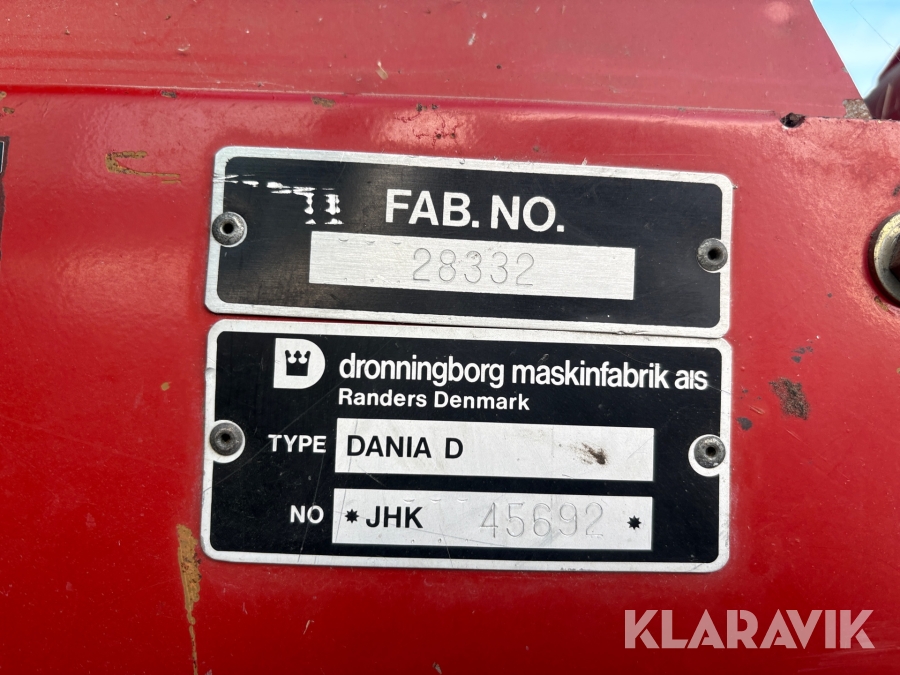 FAB. NO.
28332
D dronningborg maskinfabrik a/s
Randers Denmark
TYPE DANIA D
NO *JHK 45692*
KLARAVIK